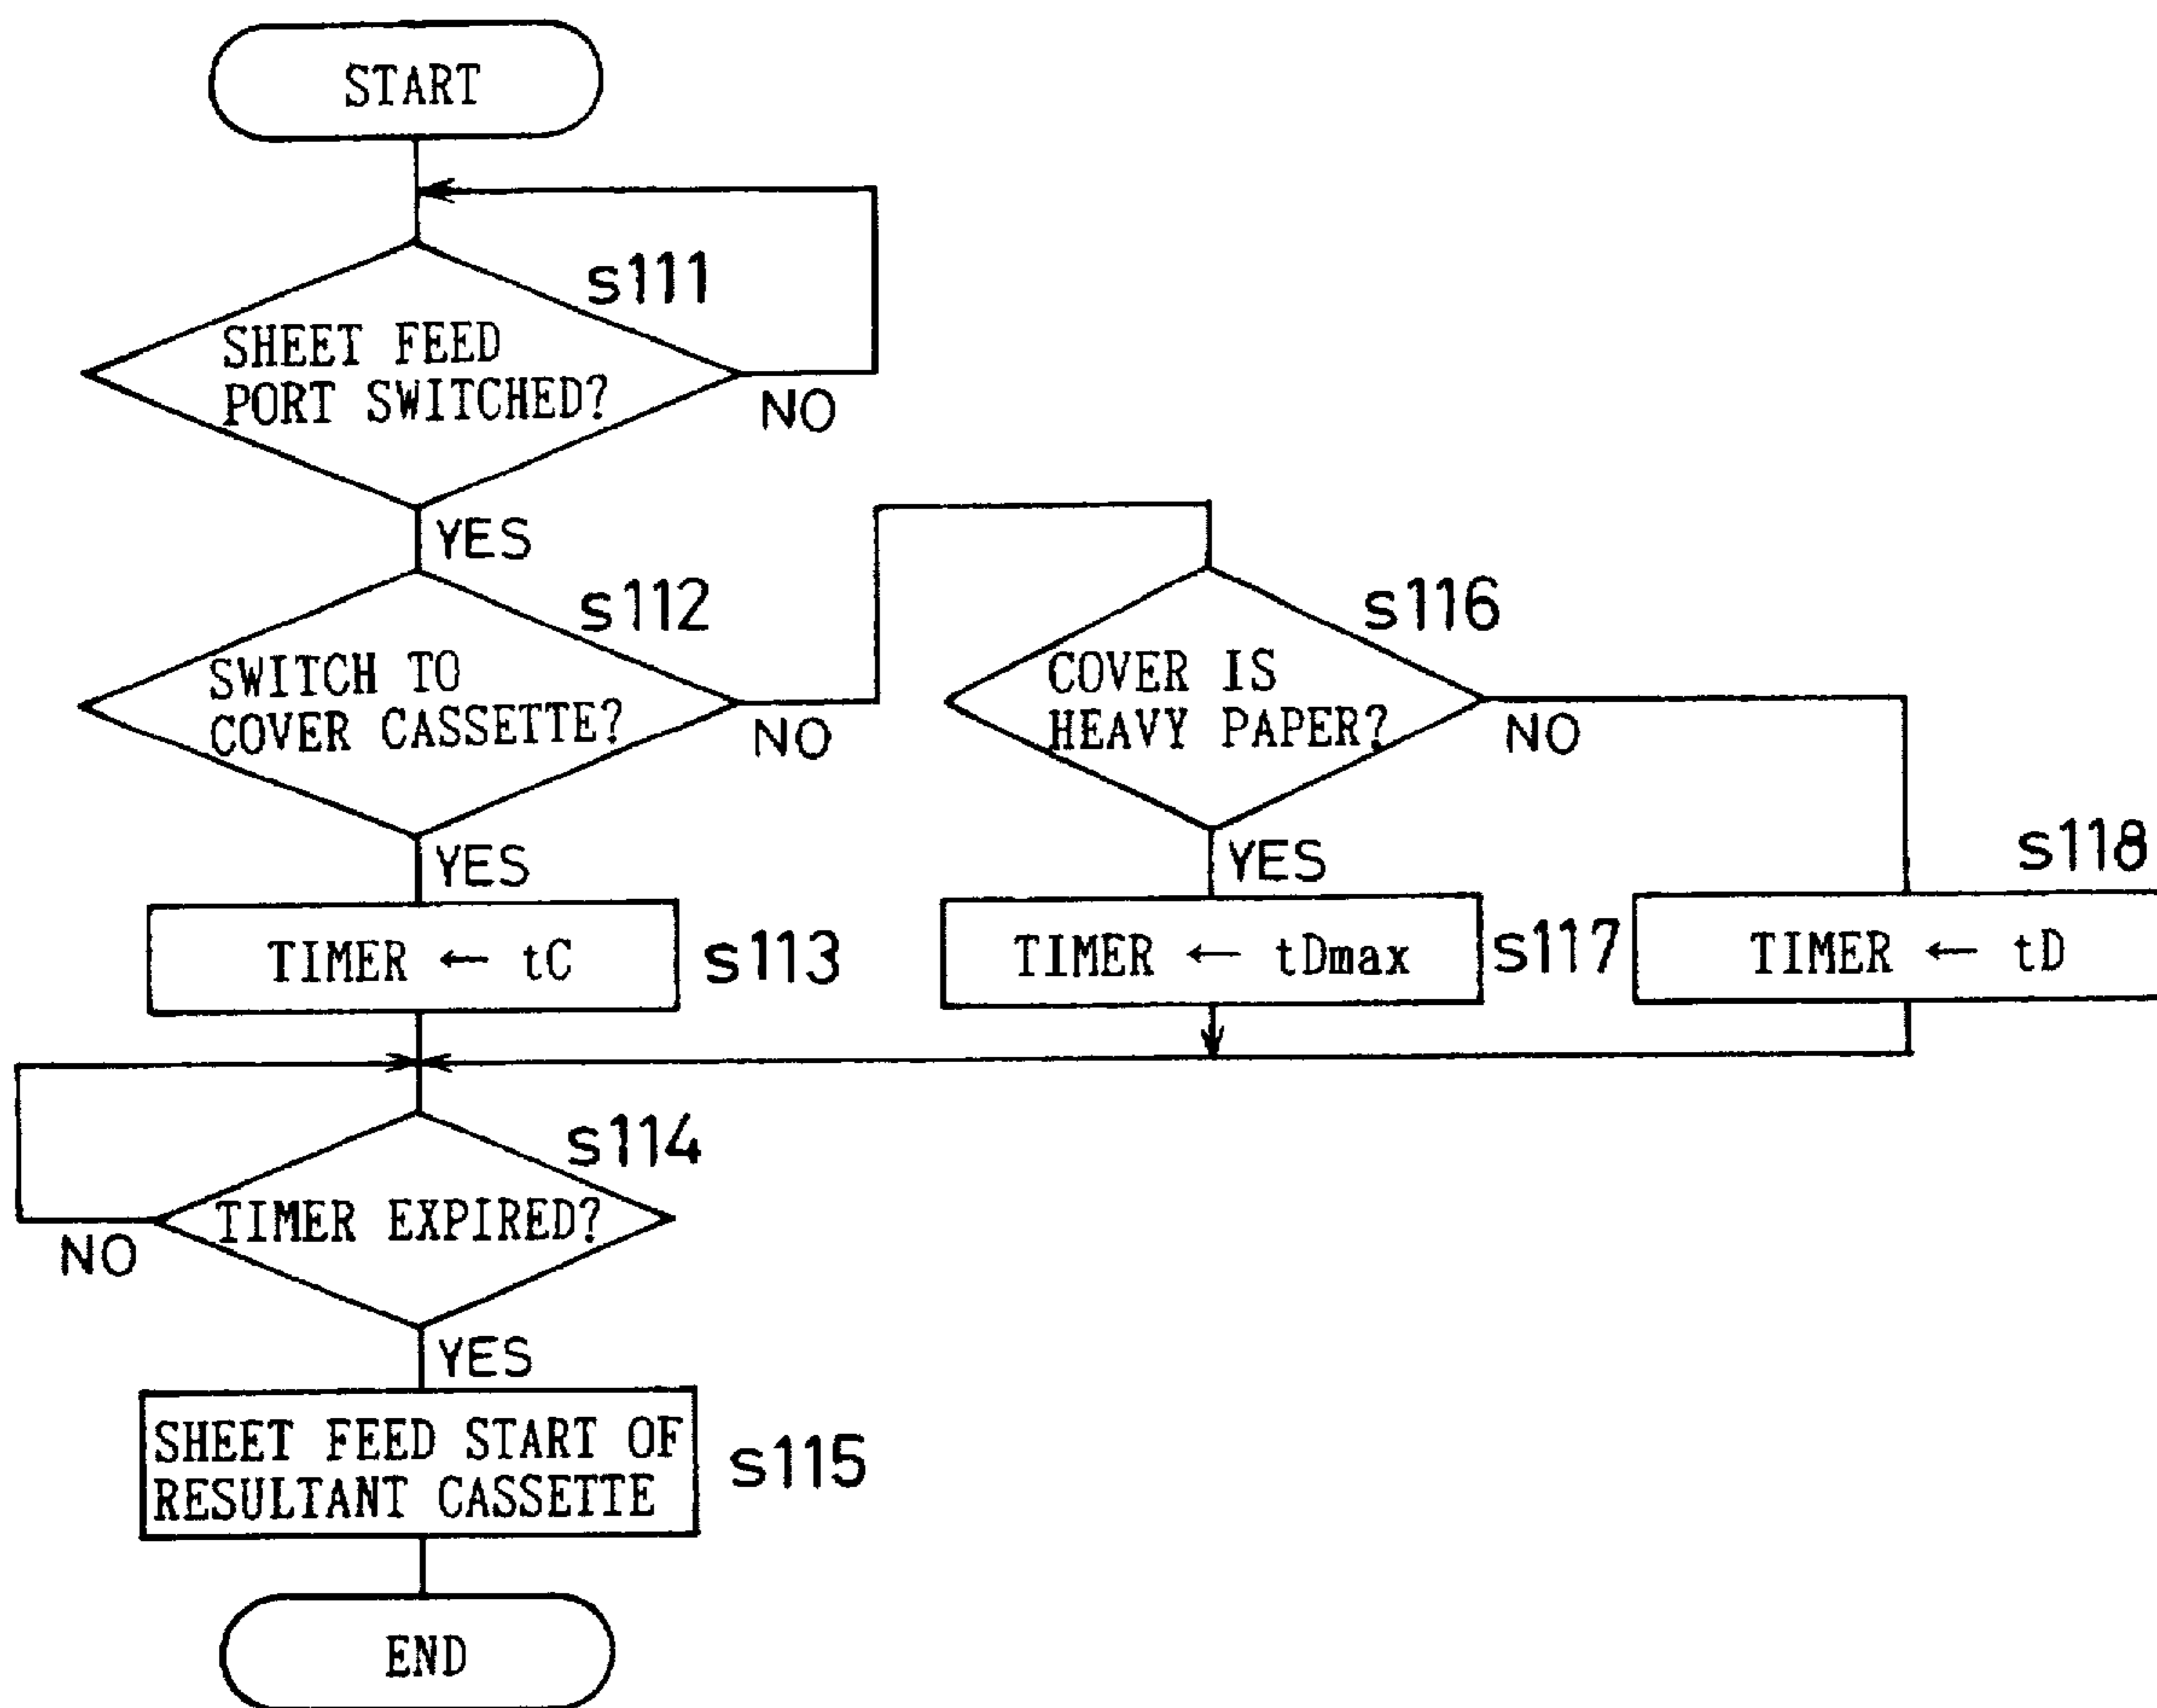 START
s111
SHEET FEED
PORT SWITCHED?
NO
YES
s112
SWITCH TO
COVER CASSETTE?
NO
YES
s116
COVER IS
HEAVY PAPER?
NO
YES
s118
TIMER ← tC
s113
TIMER ← tDmax
s117
TIMER ← tD
s114
TIMER EXPIRED?
NO
YES
SHEET FEED START OF
RESULTANT CASSETTE
s115
END